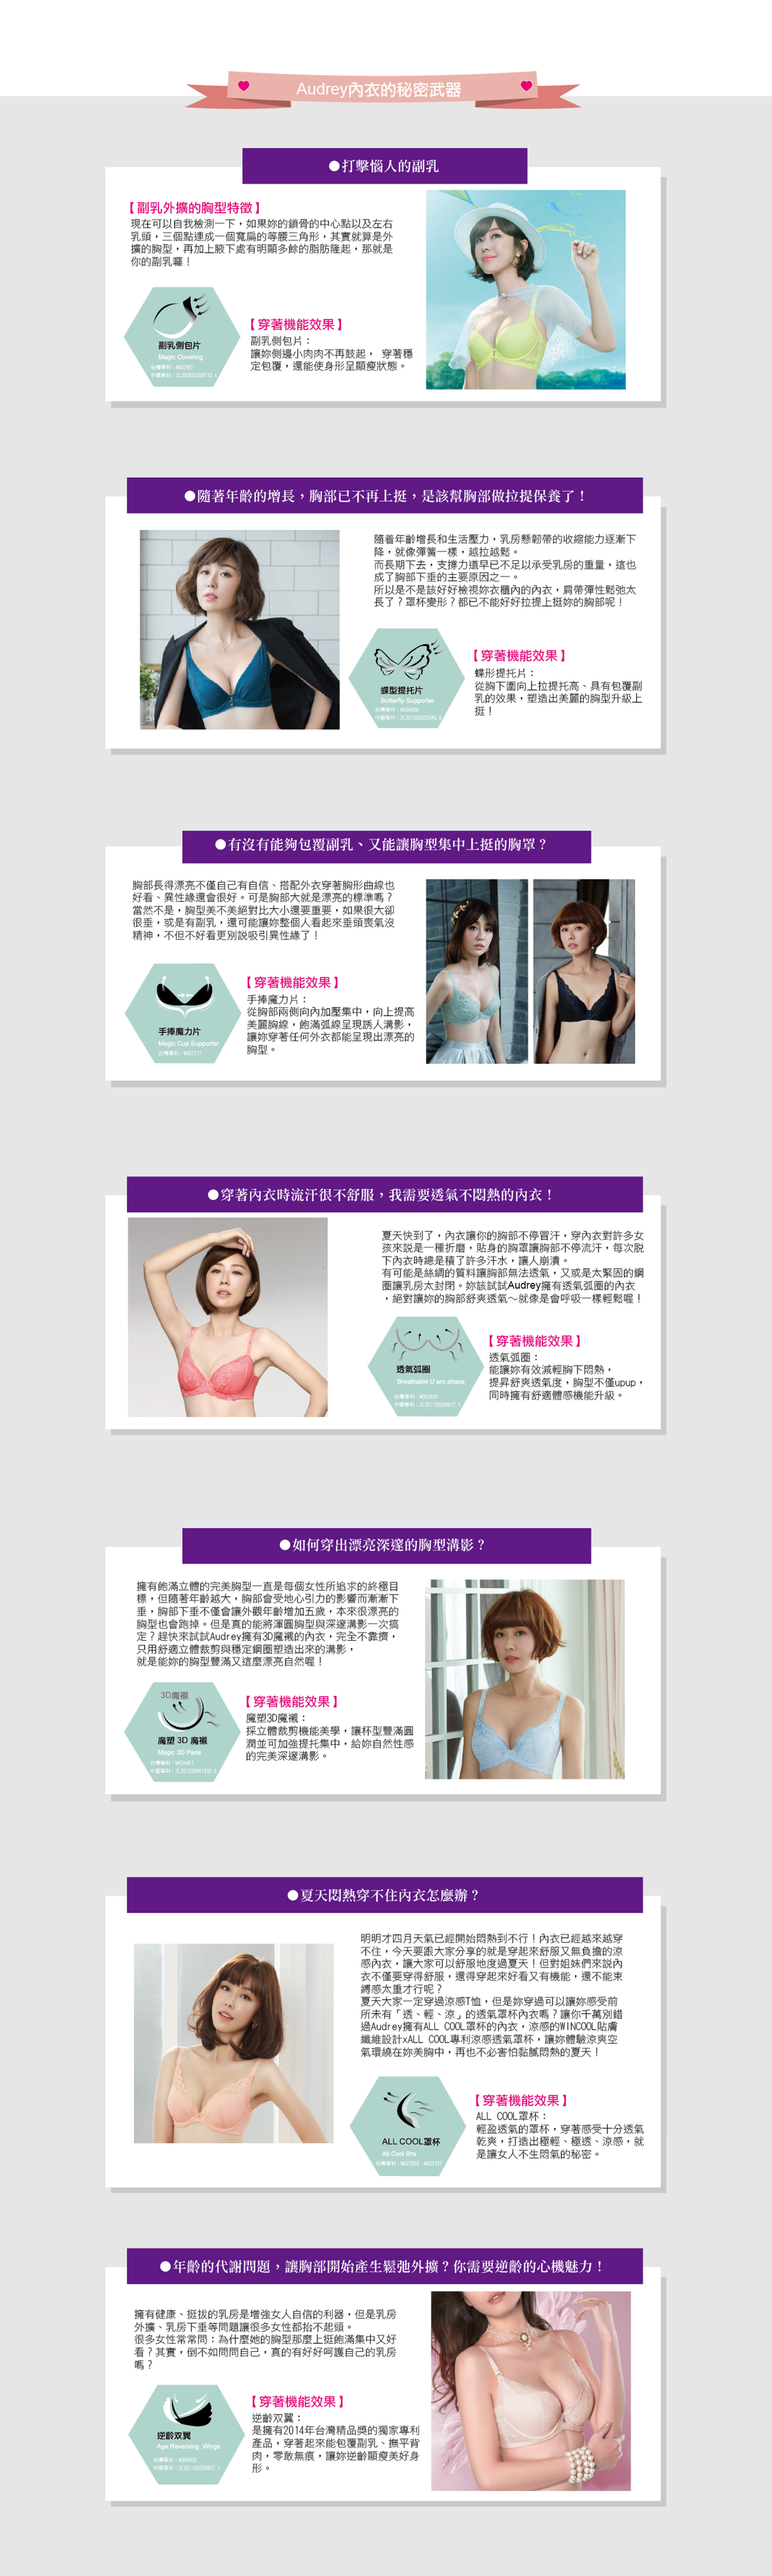 Audrey內衣的秘密武器
●打擊惱人的副乳
【副乳外擴的胸型特徵】
現在可以自我檢測一下，如果妳的鎖骨的中心點以及左右
乳頭，三個點連成一個寬扁的等腰三角形，其實就算是外
擴的胸型，再加上腋下處有明顯多餘的脂肪隆起，那就是
你的副乳囉！
副乳側包片
Magic Covering
【穿著機能效果】
副乳側包片：
讓妳側邊小肉肉不再鼓起， 穿著穩
定包覆，還能使身形呈顯瘦狀態。
●隨著年齡的增長，胸部已不再上挺，是該幫胸部做拉提保養了！
隨着年齡增長和生活壓力，乳房懸韌帶的收縮能力逐漸下
降，就像彈簧一樣，越拉越鬆。
而長期下去，支撐力道早已不足以承受乳房的重量，這也
成了胸部下垂的主要原因之一。
所以是不是該好好檢視妳衣櫃內的內衣，肩帶彈性鬆弛太
長了？罩杯變形？都已不能好好拉提上挺妳的胸部呢！
蝶型提托片
Butterfly Supporter
【穿著機能效果】
蝶形提托片：
從胸下圍向上拉提托高、具有包覆副
乳的效果，塑造出美麗的胸型升級上
挺！
●有沒有能夠包覆副乳、又能讓胸型集中上挺的胸罩？
胸部長得漂亮不僅自己有自信、搭配外衣穿著胸形曲線也
好看、異性緣還會很好。可是胸部大就是漂亮的標準嗎？
當然不是，胸型美不美絕對比大小還要重要，如果很大卻
很垂，或是有副乳，還可能讓妳整個人看起來垂頭喪氣沒
精神，不但不好看更別説吸引異性緣了！
手捧魔力片
Magic Cup Supporter
【穿著機能效果】
手捧魔力片：
從胸部兩側向內加壓集中，向上提高
美麗胸線，飽滿弧線呈現誘人溝影，
讓妳穿著任何外衣都能呈現出漂亮的
胸型。
●穿著內衣時流汗很不舒服，我需要透氣不悶熱的內衣！
夏天快到了，內衣讓你的胸部不停冒汗，穿內衣對許多女
孩來説是一種折磨，貼身的胸罩讓胸部不停流汗，每次脱
下內衣時總是積了許多汗水，讓人崩潰。
有可能是絲綢的質料讓胸部無法透氣，又或是太緊固的鋼
圈讓乳房太封閉。妳該試試Audrey擁有透氣弧圈的內衣
，絕對讓妳的胸部舒爽透氣～就像是會呼吸一樣輕鬆喔！
透氣弧圈
Breathable U arc-shape
【穿著機能效果】
透氣弧圈：
能讓妳有效減輕胸下悶熱，
提昇舒爽透氣度，胸型不僅upup，
同時擁有舒適體感機能升級。
●如何穿出漂亮深邃的胸型溝影？
擁有飽滿立體的完美胸型一直是每個女性所追求的終極目
標，但隨著年齡越大，胸部會受地心引力的影響而漸漸下
垂，胸部下垂不僅會讓外觀年齡增加五歲，本來很漂亮的
胸型也會跑掉。但是真的能將渾圓胸型與深邃溝影一次搞
定？趕快來試試Audrey擁有3D魔襯的內衣，完全不靠擠，
只用舒適立體裁剪與穩定鋼圈塑造出來的溝影，
就是能妳的胸型豐滿又這麼漂亮自然喔！
3D魔襯
魔塑 3D 魔襯
Magic 3D Pads
【穿著機能效果】
魔塑3D魔襯：
採立體裁剪機能美學，讓杯型豐滿圓
潤並可加強提托集中，給妳自然性感
的完美深邃溝影。
●夏天悶熱穿不住內衣怎麼辦？
明明才四月天氣已經開始悶熱到不行！內衣已經越來越穿
不住，今天要跟大家分享的就是穿起來舒服又無負擔的涼
感內衣，讓大家可以舒服地度過夏天！但對姐妹們來説內
衣不僅要穿得舒服，還得穿起來好看又有機能，還不能束
縛感太重才行呢？
夏天大家一定穿過涼感T恤，但是妳穿過可以讓妳感受前
所未有「透、輕、涼」的透氣罩杯內衣嗎？讓你千萬別錯
過Audrey擁有ALL COOL罩杯的內衣，涼感的WINCOOL貼膚
纖維設計xALL COOL專利涼感透氣罩杯，讓妳體驗涼爽空
氣環繞在妳美胸中，再也不必害怕黏膩悶熱的夏天！
ALL COOL罩杯
All Cool Bra
【穿著機能效果】
ALL COOL罩杯：
輕盈透氣的罩杯，穿著感受十分透氣
乾爽，打造出極輕、極透、涼感，就
是讓女人不生悶氣的秘密。
●年齡的代謝問題，讓胸部開始產生鬆弛外擴？你需要逆齡的心機魅力！
擁有健康、挺拔的乳房是增強女人自信的利器，但是乳房
外擴、乳房下垂等問題讓很多女性都抬不起頭。
很多女性常常問：為什麼她的胸型那麼上挺飽滿集中又好
看？其實，倒不如問問自己，真的有好好呵護自己的乳房
嗎？
逆齡双翼
Age Reversing Wings
【穿著機能效果】
逆齡双翼：
是擁有2014年台灣精品獎的獨家專利
產品，穿著起來能包覆副乳、撫平背
肉，零敢無痕，讓妳逆齡顯瘦美好身
形。